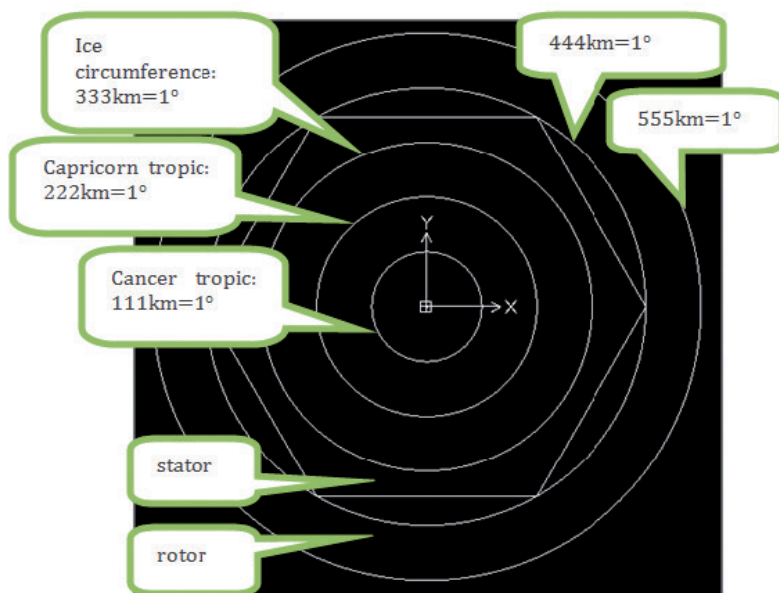 Ice
circumference:
333km=1°
444km=1°
555km=1°
Capricorn tropic:
222km=1°
Cancer tropic:
111km=1°
Y
X
stator
rotor